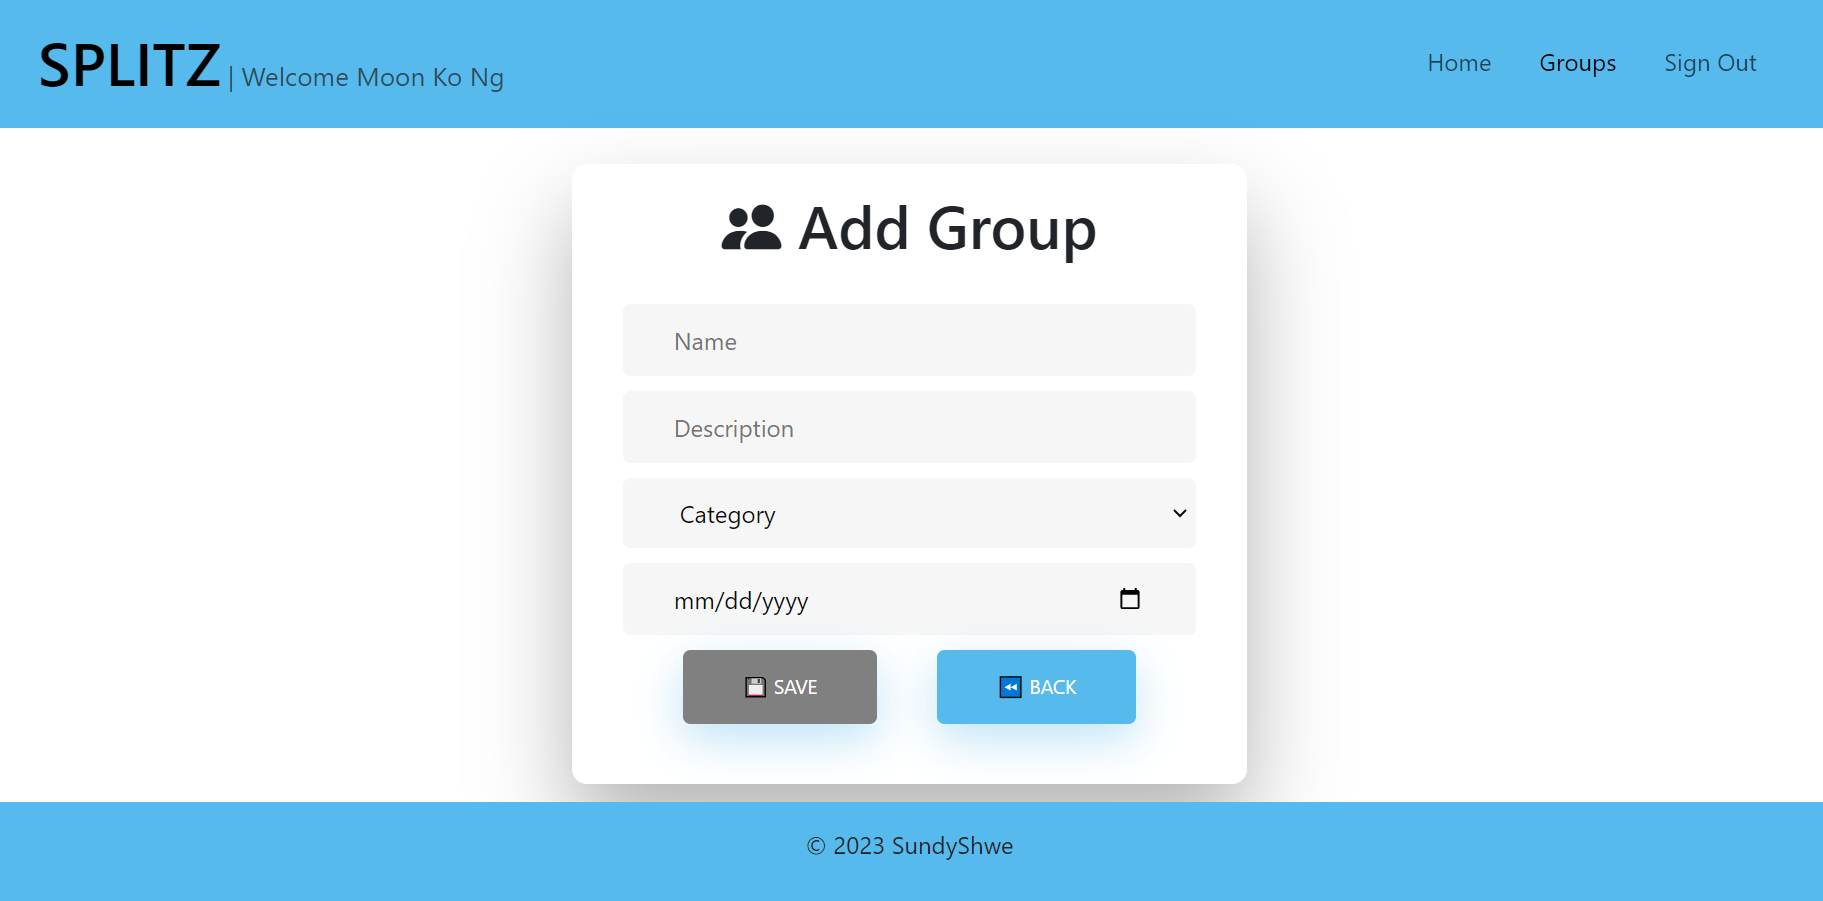 SPLITZ | Welcome Moon Ko Ng
Home Groups Sign Out
Add Group
Name
Description
Category
mm/dd/yyyy
SAVE BACK
© 2023 SundyShwe